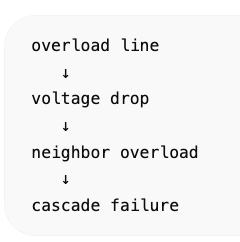 overload line
↓
voltage drop
↓
neighbor overload
↓
cascade failure